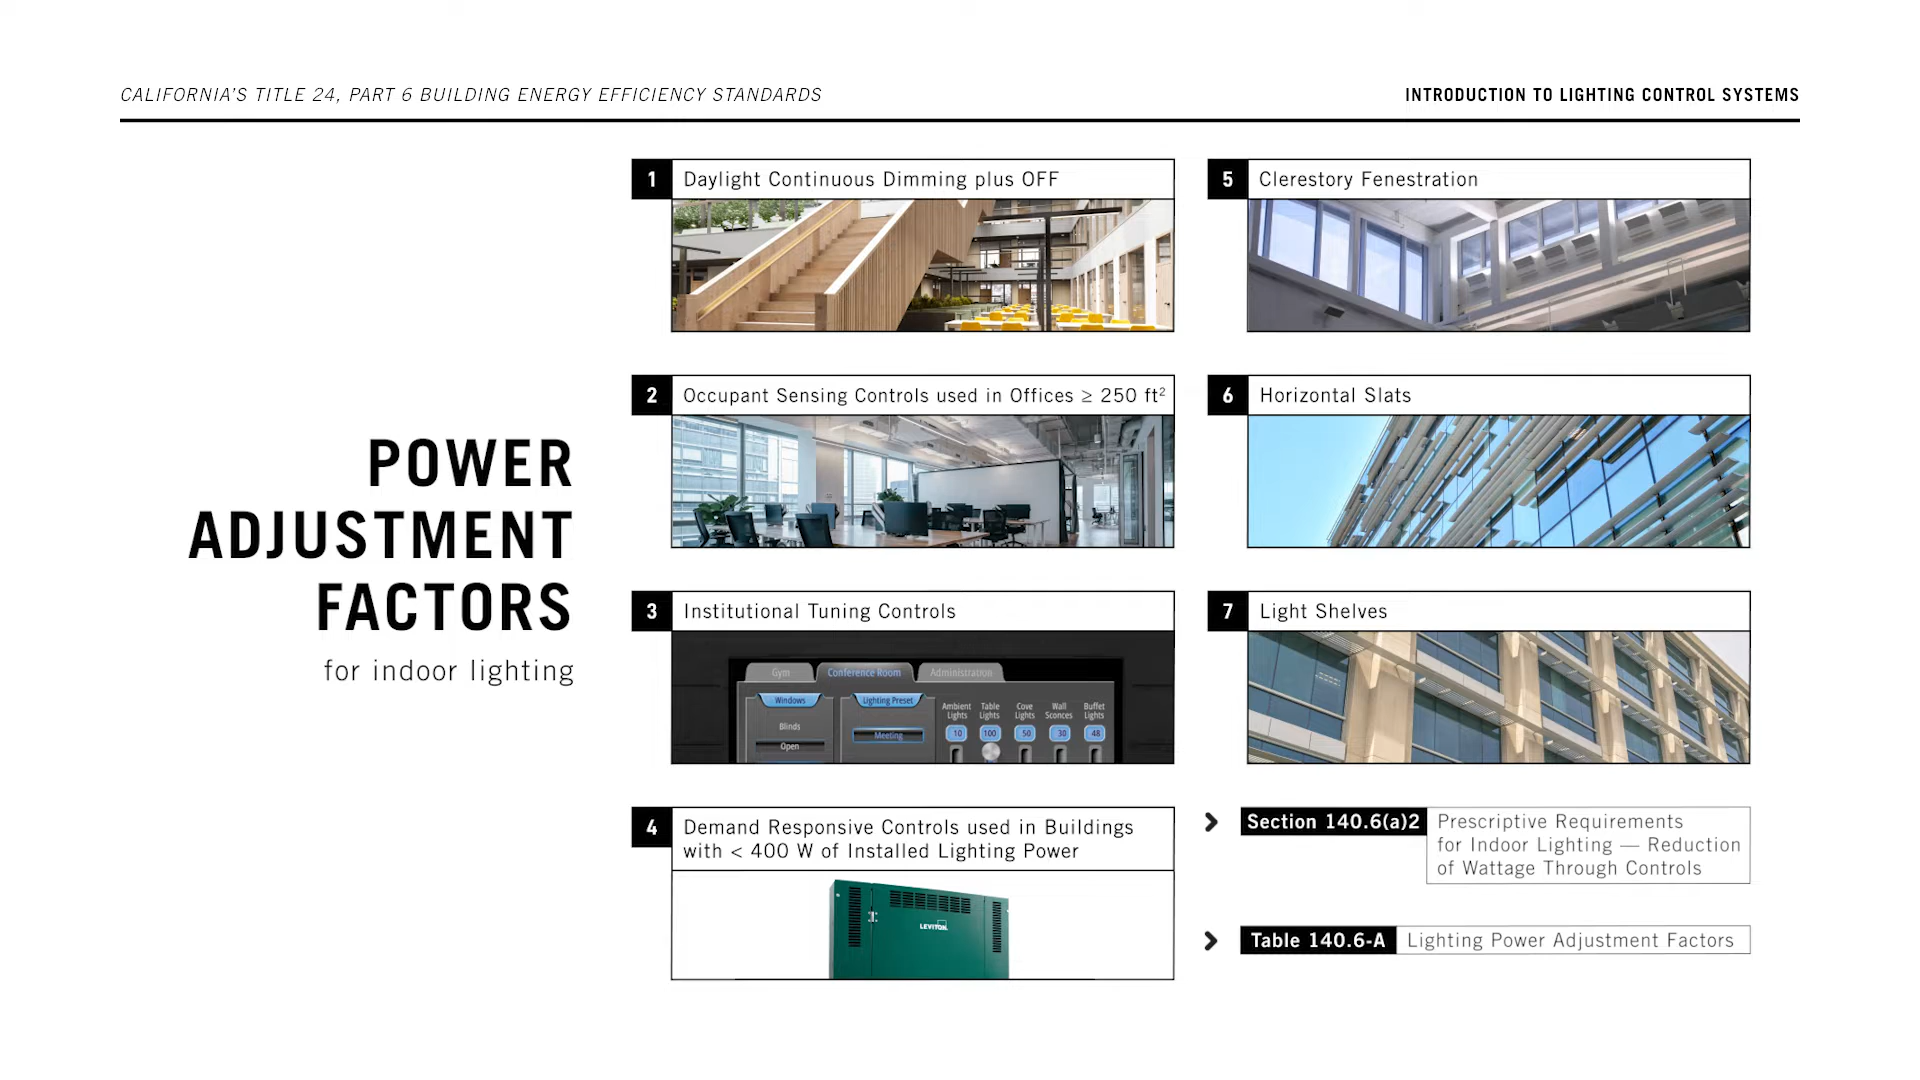 CALIFORNIA'S TITLE 24, PART 6 BUILDING ENERGY EFFICIENCY STANDARDS
INTRODUCTION TO LIGHTING CONTROL SYSTEMS
POWER
ADJUSTMENT
FACTORS
for indoor lighting
1 Daylight Continuous Dimming plus OFF
2 Occupant Sensing Controls used in Offices ≥ 250 ft²
3 Institutional Tuning Controls
Gym Conference Room Administration
Windows
Blinds
Open
Lighting Preset
Meeting
Ambient Lights
Table Lights
Cove Lights
Wall Sconces
Buffet Lights
10 100 50 30 48
4 Demand Responsive Controls used in Buildings
with < 400 W of Installed Lighting Power
LEVITON
5 Clerestory Fenestration
6 Horizontal Slats
7 Light Shelves
Section 140.6(a)2 Prescriptive Requirements
for Indoor Lighting — Reduction
of Wattage Through Controls
Table 140.6-A Lighting Power Adjustment Factors